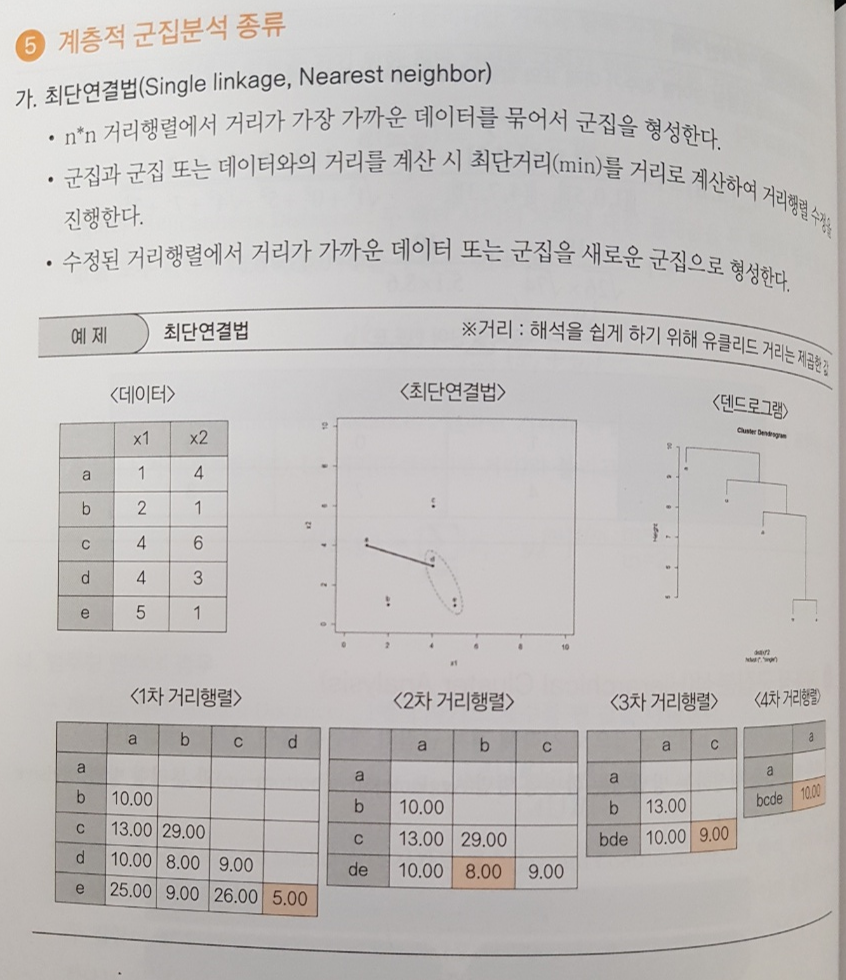 5 계층적 군집분석 종류
가. 최단연결법(Single linkage, Nearest neighbor)
• n*n 거리행렬에서 거리가 가장 가까운 데이터를 묶어서 군집을 형성한다.
• 군집과 군집 또는 데이터와의 거리를 계산 시 최단거리(min)를 거리로 계산하여 거리행렬 수정을
진행한다.
• 수정된 거리행렬에서 거리가 가까운 데이터 또는 군집을 새로운 군집으로 형성한다.
예제 최단연결법 ※거리 : 해석을 쉽게 하기 위해 유클리드 거리는 제곱한 값
<데이터> <최단연결법> <덴드로그램>
x1 x2
a 1 4
b 2 1
c 4 6
d 4 3
e 5 1
Cluster Dendrogram
c
a
d
b
e
0 2 4 6 8 10
x1
<1차 거리행렬> <2차 거리행렬> <3차 거리행렬> <4차 거리행렬>
a b c d
a
b 10.00
c 13.00 29.00
d 10.00 8.00 9.00
e 25.00 9.00 26.00 5.00
a b c
a
b 10.00
c 13.00 29.00
de 10.00 8.00 9.00
a c
a
b 13.00
bde 10.00 9.00
a
a
bcde 10.00